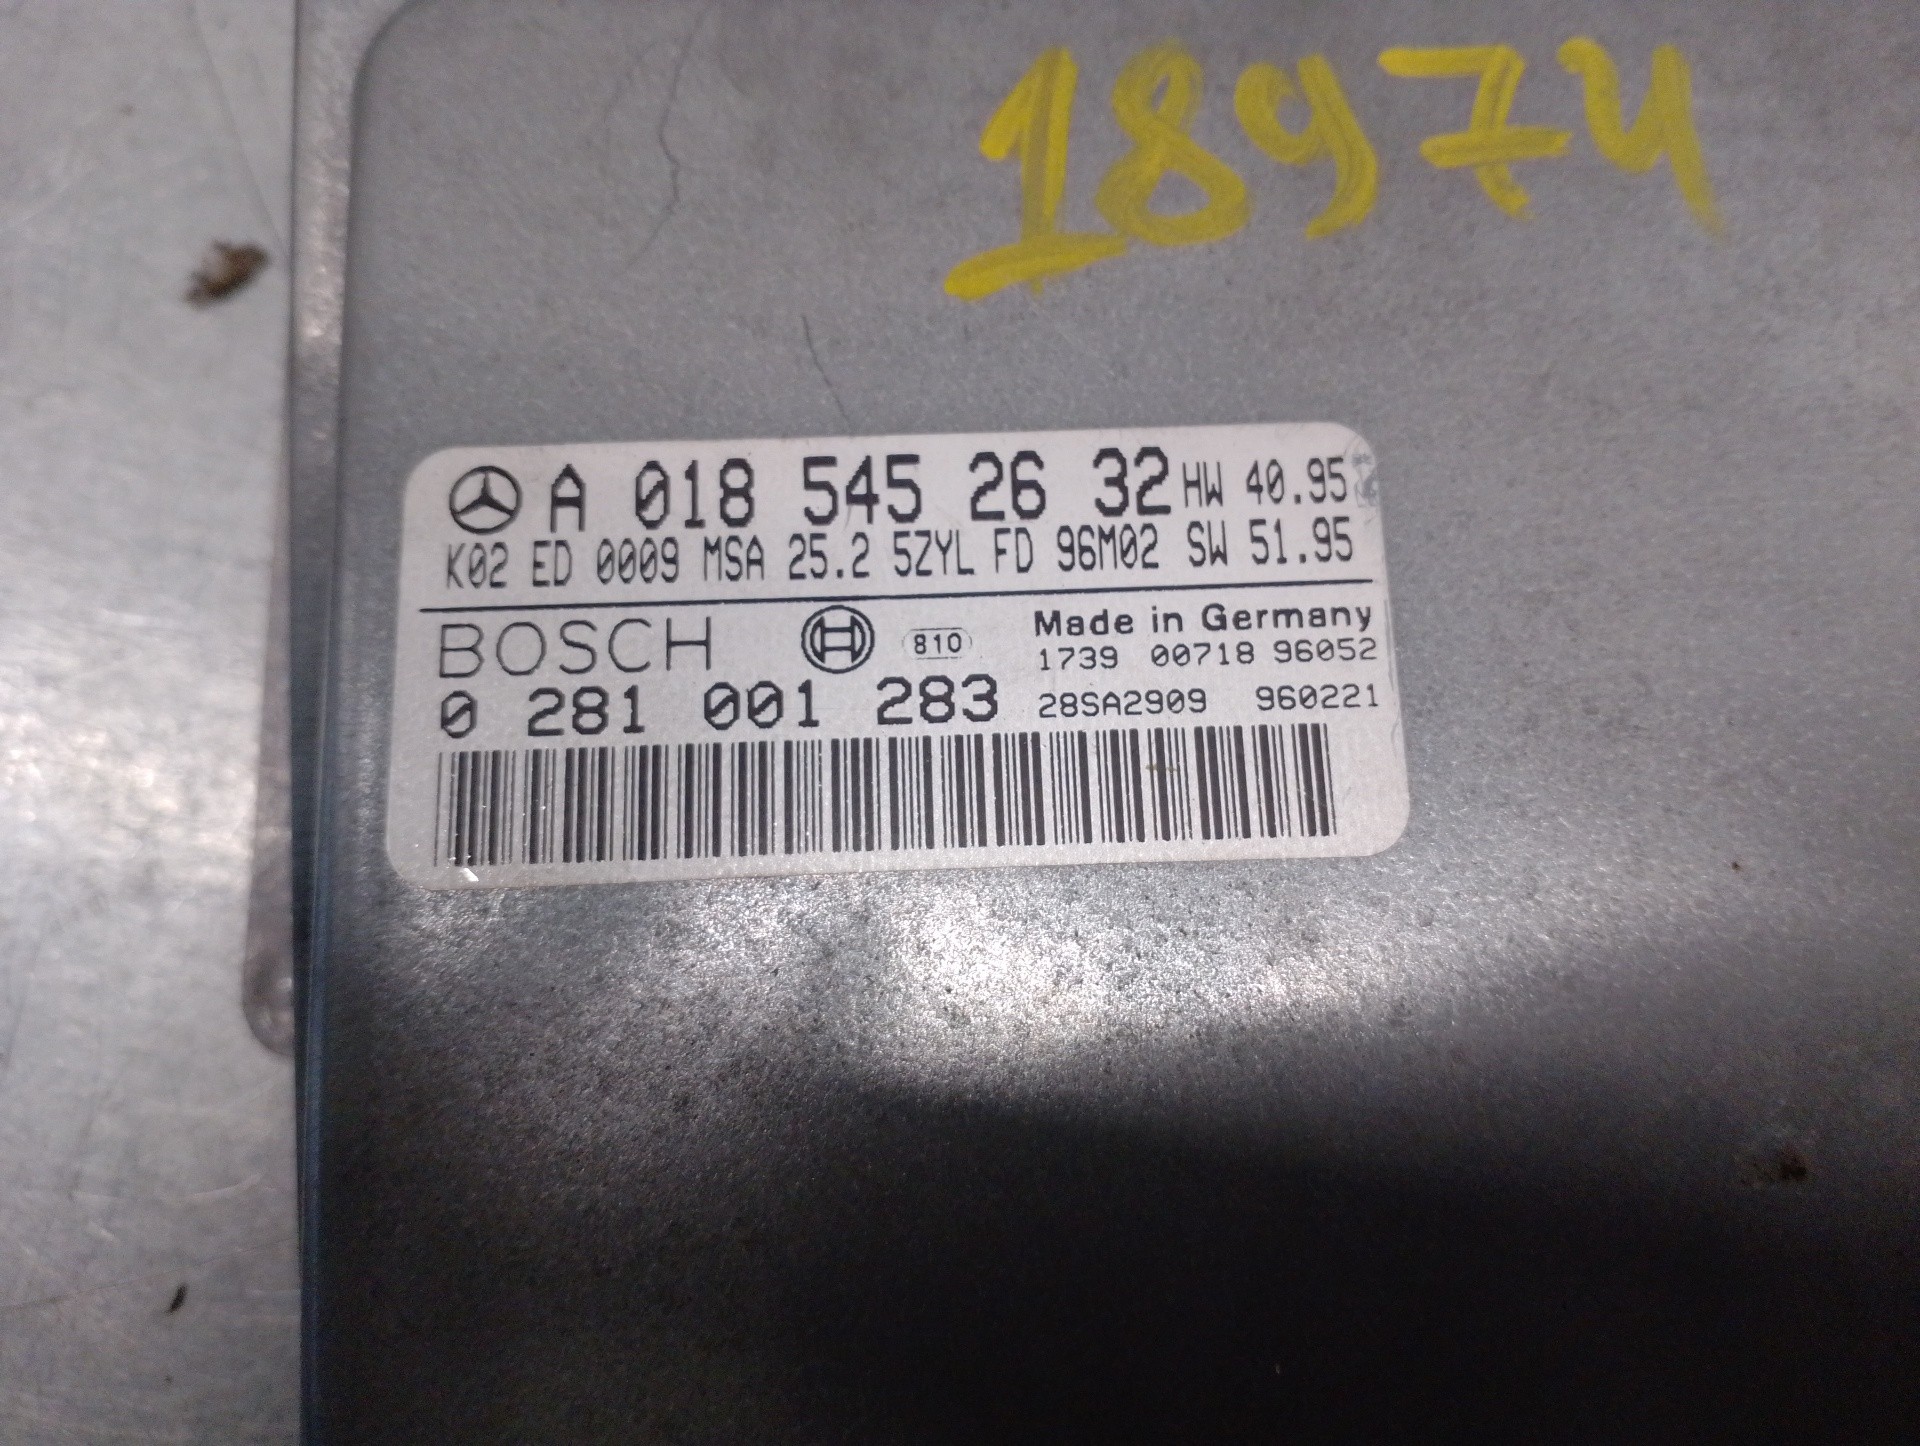 18974
A 018 545 26 32 HW 40.95
K02 ED 0009 MSA 25.2 5ZYL FD 96M02 SW 51.95
BOSCH 810 Made in Germany
1739 00718 96052
0 281 001 283 28SA2909 960221